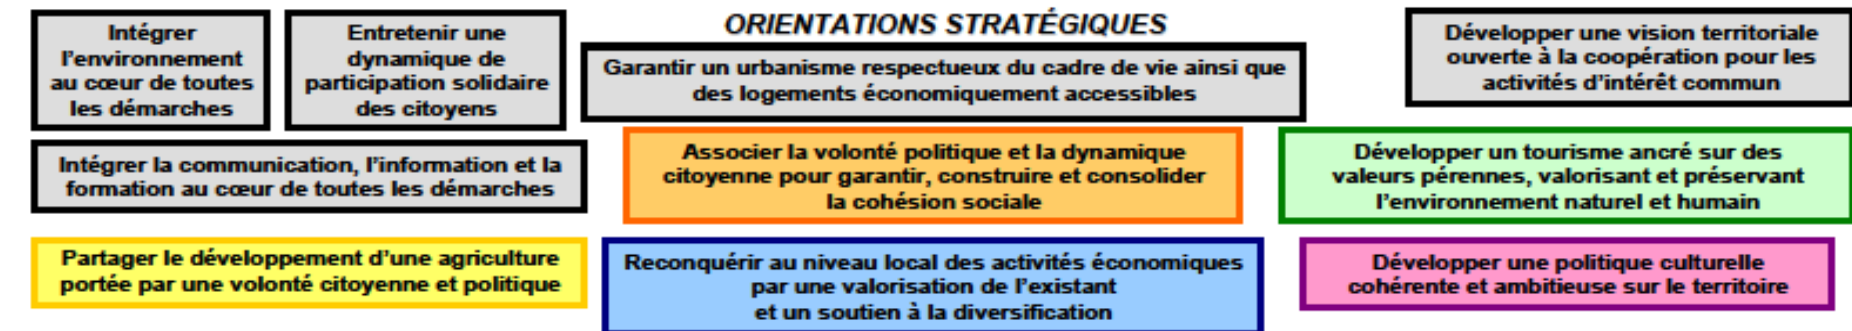 ORIENTATIONS STRATÉGIQUES
Intégrer
l'environnement
au cœur de toutes
les démarches
Entretenir une
dynamique de
participation solidaire
des citoyens
Garantir un urbanisme respectueux du cadre de vie ainsi que
des logements économiquement accessibles
Développer une vision territoriale
ouverte à la coopération pour les
activités d'intérêt commun
Intégrer la communication, l'information et la
formation au cœur de toutes les démarches
Associer la volonté politique et la dynamique
citoyenne pour garantir, construire et consolider
la cohésion sociale
Développer un tourisme ancré sur des
valeurs pérennes, valorisant et préservant
l'environnement naturel et humain
Partager le développement d'une agriculture
portée par une volonté citoyenne et politique
Reconquérir au niveau local des activités économiques
par une valorisation de l'existant
et un soutien à la diversification
Développer une politique culturelle
cohérente et ambitieuse sur le territoire